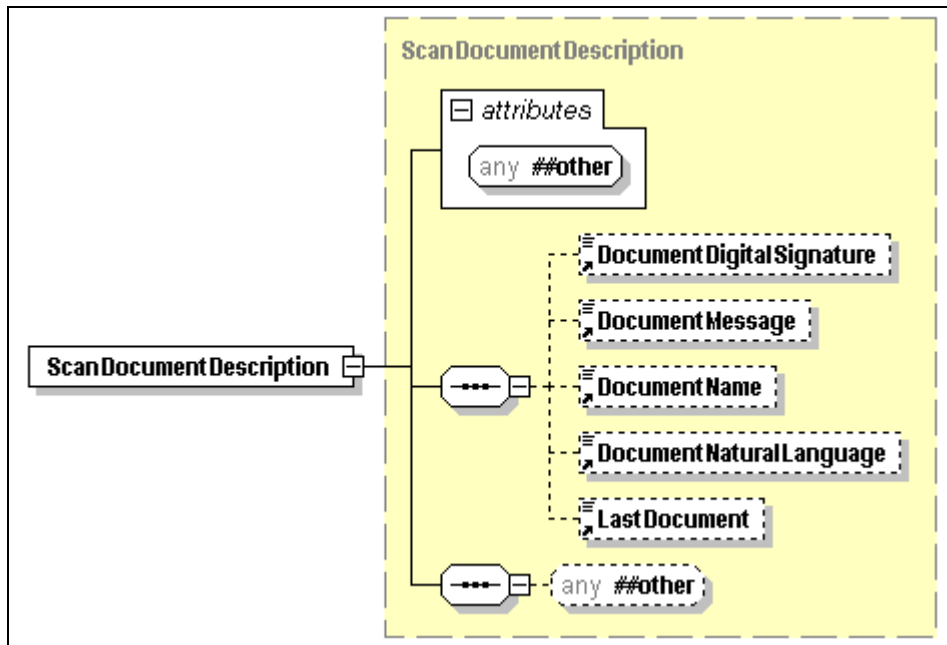 ScanDocumentDescription
attributes
any ##other
DocumentDigitalSignature
DocumentMessage
ScanDocumentDescription
DocumentName
DocumentNaturalLanguage
LastDocument
any ##other